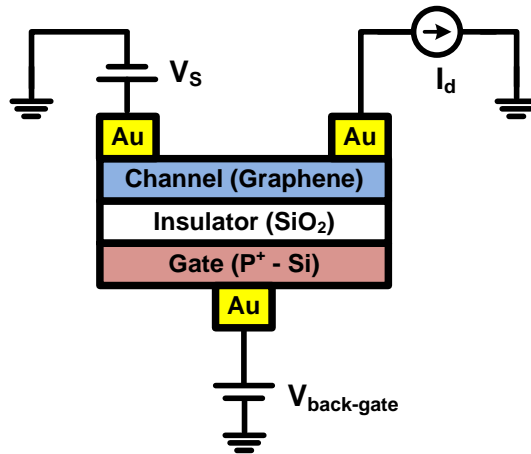 V_S
I_d
Au
Au
Channel (Graphene)
Insulator (SiO₂)
Gate (P⁺ - Si)
Au
V_back-gate